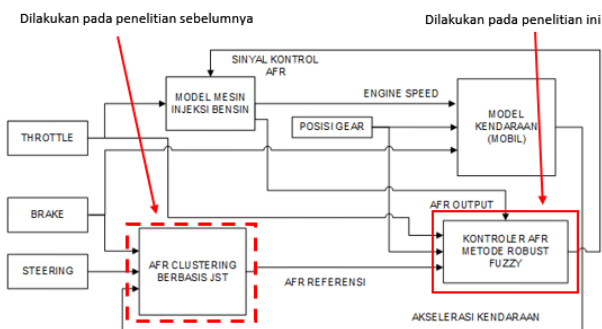 Dilakukan pada penelitian sebelumnya
Dilakukan pada penelitian ini
SINYAL KONTROL
AFR
MODEL MESIN
INJEKSI BENSIN
ENGINE SPEED
MODEL
KENDARAAN
(MOBIL)
POSISI GEAR
THROTTLE
BRAKE
AFR OUTPUT
STEERING
AFR CLUSTERING
BERBASIS JST
AFR REFERENSI
KONTROLER AFR
METODE ROBUST
FUZZY
AKSELERASI KENDARAAN